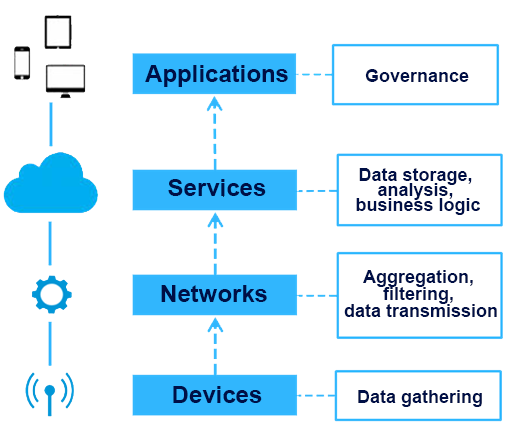 Applications
Governance
Services
Data storage,
analysis,
business logic
Networks
Aggregation,
filtering,
data transmission
Devices
Data gathering